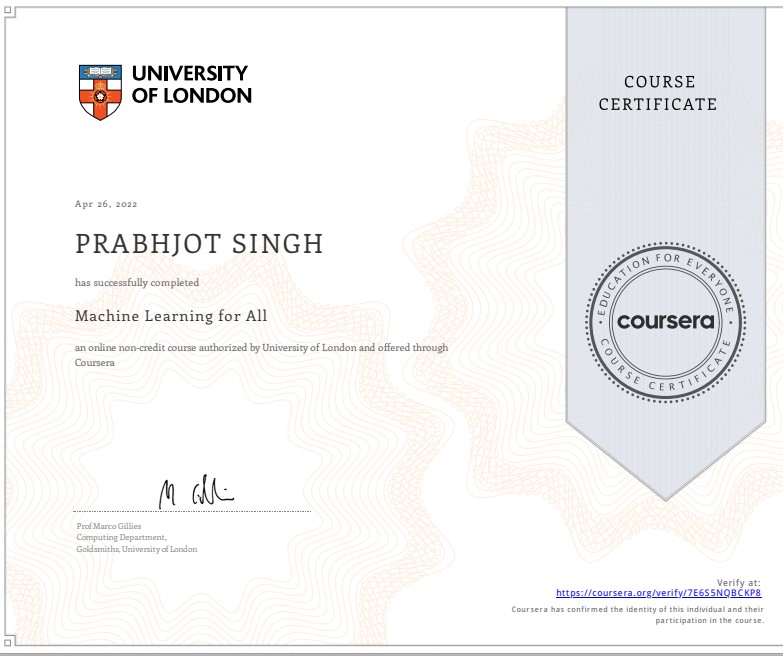 UNIVERSITY
OF LONDON
COURSE
CERTIFICATE
Apr 26, 2022
PRABHJOT SINGH
has successfully completed
Machine Learning for All
an online non-credit course authorized by University of London and offered through
Coursera
EDUCATION FOR EVERYONE
coursera
COURSE CERTIFICATE
Prof Marco Gillies
Computing Department,
Goldsmiths, University of London
Verify at:
https://coursera.org/verify/7E6S5NQBCKP8
Coursera has confirmed the identity of this individual and their
participation in the course.